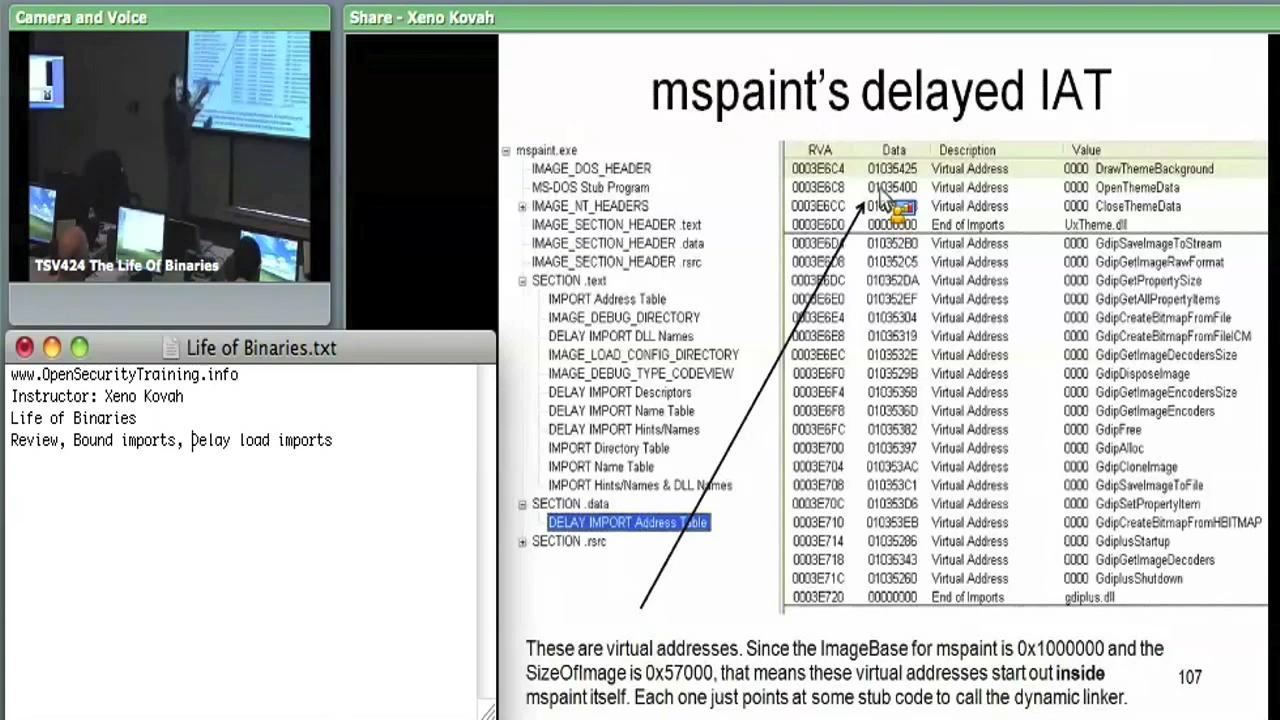 Camera and Voice
Share - Xeno Kovah
TSV424 The Life Of Binaries
Life of Binaries.txt
www.OpenSecurityTraining.info
Instructor: Xeno Kovah
Life of Binaries
Review, Bound imports, Delay load imports
mspaint's delayed IAT
mspaint.exe
IMAGE_DOS_HEADER
MS-DOS Stub Program
IMAGE_NT_HEADERS
IMAGE_SECTION_HEADER .text
IMAGE_SECTION_HEADER .data
IMAGE_SECTION_HEADER .rsrc
SECTION .text
IMPORT Address Table
IMAGE_DEBUG_DIRECTORY
DELAY IMPORT DLL Names
IMAGE_LOAD_CONFIG_DIRECTORY
IMAGE_DEBUG_TYPE_CODEVIEW
DELAY IMPORT Descriptors
DELAY IMPORT Name Table
DELAY IMPORT Hints/Names
IMPORT Directory Table
IMPORT Name Table
IMPORT Hints/Names & DLL Names
SECTION .data
DELAY IMPORT Address Table
SECTION .rsrc
RVA Data Description Value
0003E6C4 01035425 Virtual Address 0000 DrawThemeBackground
0003E6C8 01035400 Virtual Address 0000 OpenThemeData
0003E6CC Virtual Address 0000 CloseThemeData
0003E6D0 00000000 End of Imports UxTheme.dll
0003E6D4 010352B0 Virtual Address 0000 GdipSaveImageToStream
0003E6D8 010352C5 Virtual Address 0000 GdipGetImageRawFormat
0003E6DC 010352DA Virtual Address 0000 GdipGetPropertySize
0003E6E0 010352EF Virtual Address 0000 GdipGetAllPropertyItems
0003E6E4 01035304 Virtual Address 0000 GdipCreateBitmapFromFile
0003E6E8 01035319 Virtual Address 0000 GdipCreateBitmapFromFileICM
0003E6EC 0103532E Virtual Address 0000 GdipGetImageDecodersSize
0003E6F0 0103529B Virtual Address 0000 GdipDisposeImage
0003E6F4 01035358 Virtual Address 0000 GdipGetImageEncodersSize
0003E6F8 0103536D Virtual Address 0000 GdipGetImageEncoders
0003E6FC 01035382 Virtual Address 0000 GdipFree
0003E700 01035397 Virtual Address 0000 GdipAlloc
0003E704 010353AC Virtual Address 0000 GdipCloneImage
0003E708 010353C1 Virtual Address 0000 GdipSaveImageToFile
0003E70C 010353D6 Virtual Address 0000 GdipSetPropertyItem
0003E710 010353EB Virtual Address 0000 GdipCreateBitmapFromHBITMAP
0003E714 01035286 Virtual Address 0000 GdiplusStartup
0003E718 01035343 Virtual Address 0000 GdipGetImageDecoders
0003E71C 01035260 Virtual Address 0000 GdiplusShutdown
0003E720 00000000 End of Imports gdiplus.dll
These are virtual addresses. Since the ImageBase for mspaint is 0x1000000 and the
SizeOfImage is 0x57000, that means these virtual addresses start out inside
mspaint itself. Each one just points at some stub code to call the dynamic linker.
107